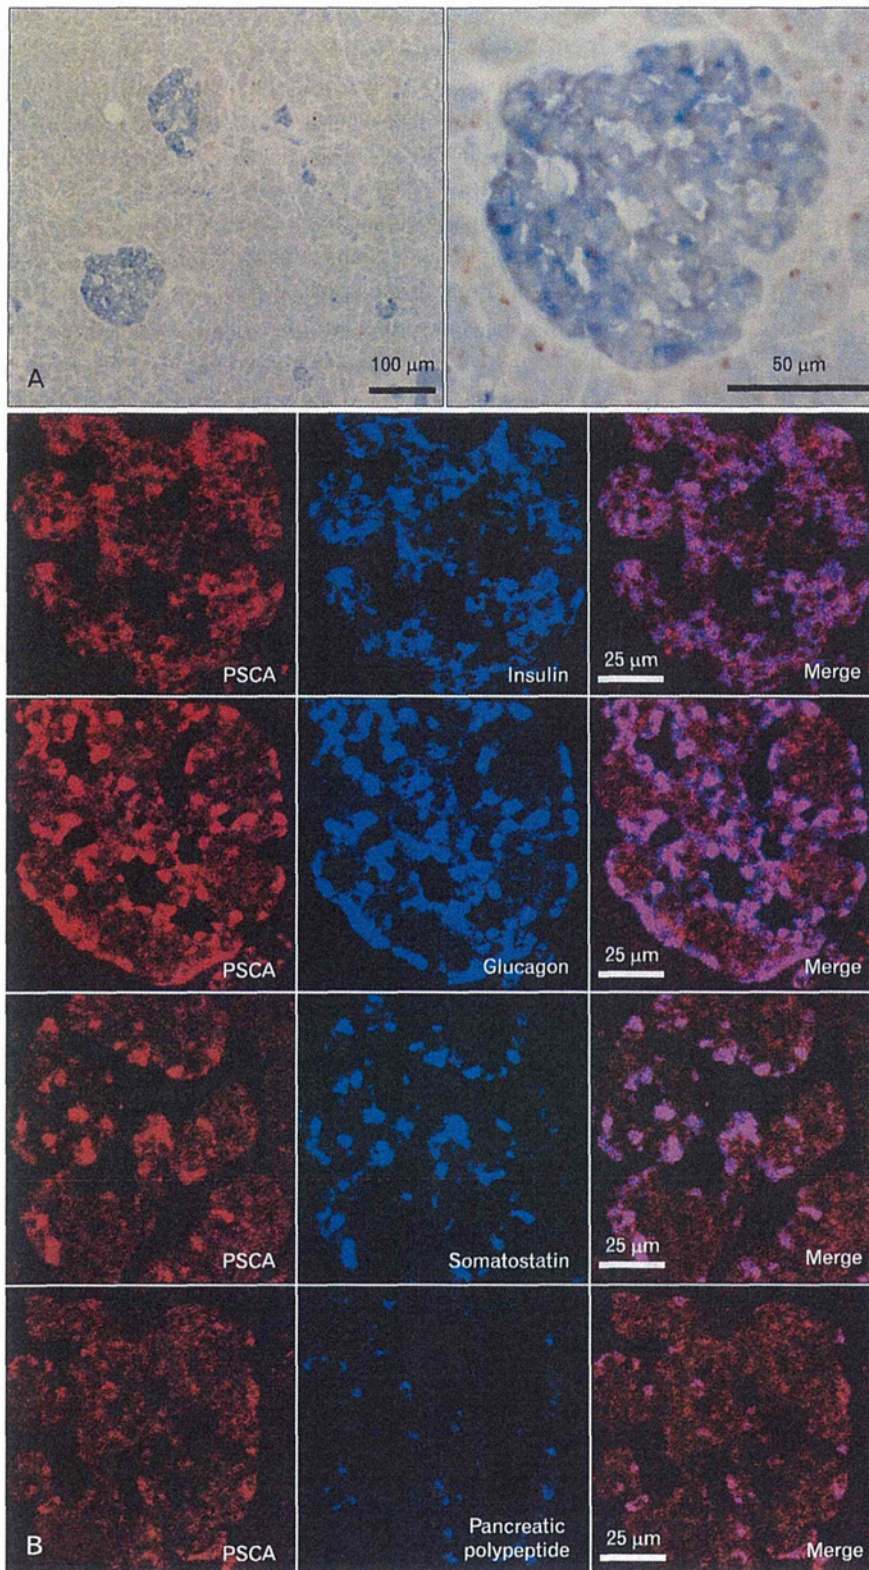 A
100 μm
50 μm
PSCA
Insulin
25 μm
Merge
PSCA
Glucagon
25 μm
Merge
PSCA
Somatostatin
25 μm
Merge
B
PSCA
Pancreatic
polypeptide
25 μm
Merge